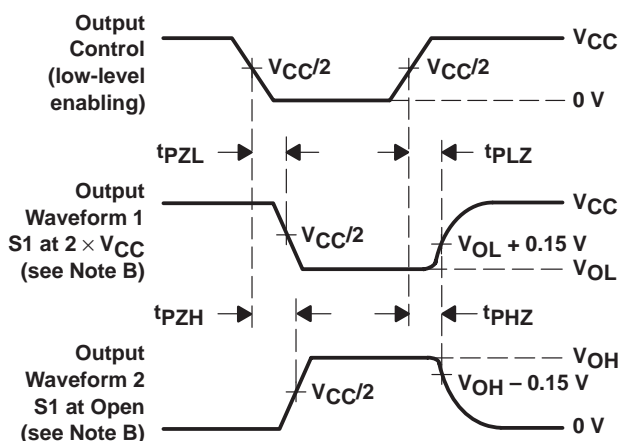 Output
Control
(low-level
enabling)
VCC
VCC/2
VCC/2
0 V
tPZL
tPLZ
Output
Waveform 1
S1 at 2 × VCC
(see Note B)
VCC
VCC/2
VOL + 0.15 V
VOL
tPZH
tPHZ
Output
Waveform 2
S1 at Open
(see Note B)
VOH
VCC/2
VOH – 0.15 V
0 V